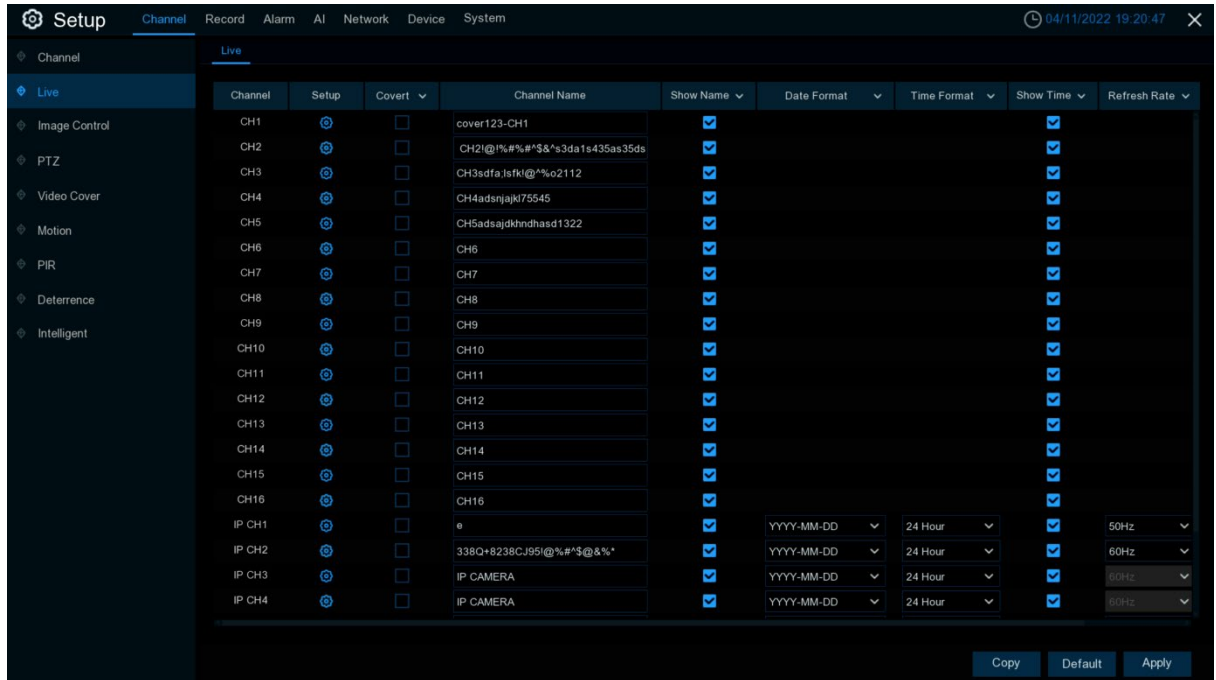 Setup Channel Record Alarm AI Network Device System 04/11/2022 19:20:47
Channel
Live
Image Control
PTZ
Video Cover
Motion
PIR
Deterrence
Intelligent
Live
Channel Setup Covert Channel Name Show Name Date Format Time Format Show Time Refresh Rate
CH1 cover123-CH1
CH2 CH2!@!%#%#^$&^s3da1s435as35ds
CH3 CH3sdfa;lsfk!@^%o2112
CH4 CH4adsnjajkl75545
CH5 CH5adsajdkhndhasd1322
CH6 CH6
CH7 CH7
CH8 CH8
CH9 CH9
CH10 CH10
CH11 CH11
CH12 CH12
CH13 CH13
CH14 CH14
CH15 CH15
CH16 CH16
IP CH1 e YYYY-MM-DD 24 Hour 50Hz
IP CH2 338Q+8238CJ95!@%#^$@&%* YYYY-MM-DD 24 Hour 60Hz
IP CH3 IP CAMERA YYYY-MM-DD 24 Hour 60Hz
IP CH4 IP CAMERA YYYY-MM-DD 24 Hour 60Hz
Copy Default Apply